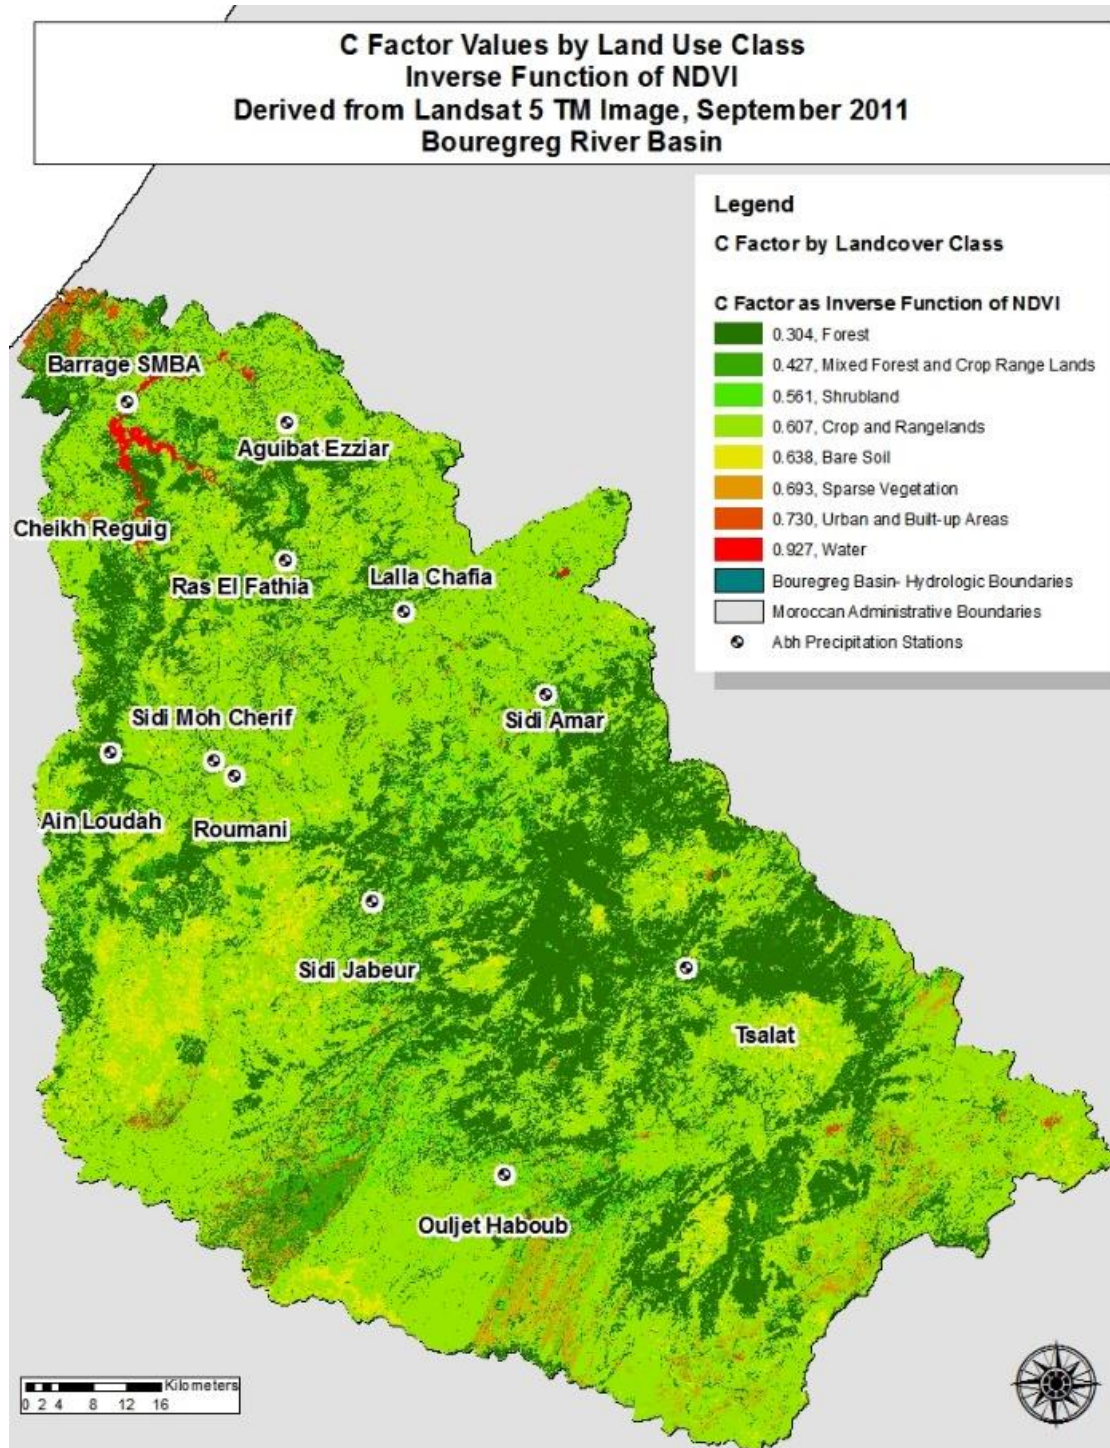 C Factor Values by Land Use Class
Inverse Function of NDVI
Derived from Landsat 5 TM Image, September 2011
Bouregreg River Basin
Legend
C Factor by Landcover Class
C Factor as Inverse Function of NDVI
0.304, Forest
0.427, Mixed Forest and Crop Range Lands
0.561, Shrubland
0.607, Crop and Rangelands
0.638, Bare Soil
0.693, Sparse Vegetation
0.730, Urban and Built-up Areas
0.927, Water
Bouregreg Basin- Hydrologic Boundaries
Moroccan Administrative Boundaries
Abh Precipitation Stations
Barrage SMBA
Aguibat Ezziar
Cheikh Reguig
Ras El Fathia
Lalla Chafia
Sidi Moh Cherif
Sidi Amar
Ain Loudah
Roumani
Sidi Jabeur
Tsalat
Ouljet Haboub
Kilometers
0 2 4 8 12 16